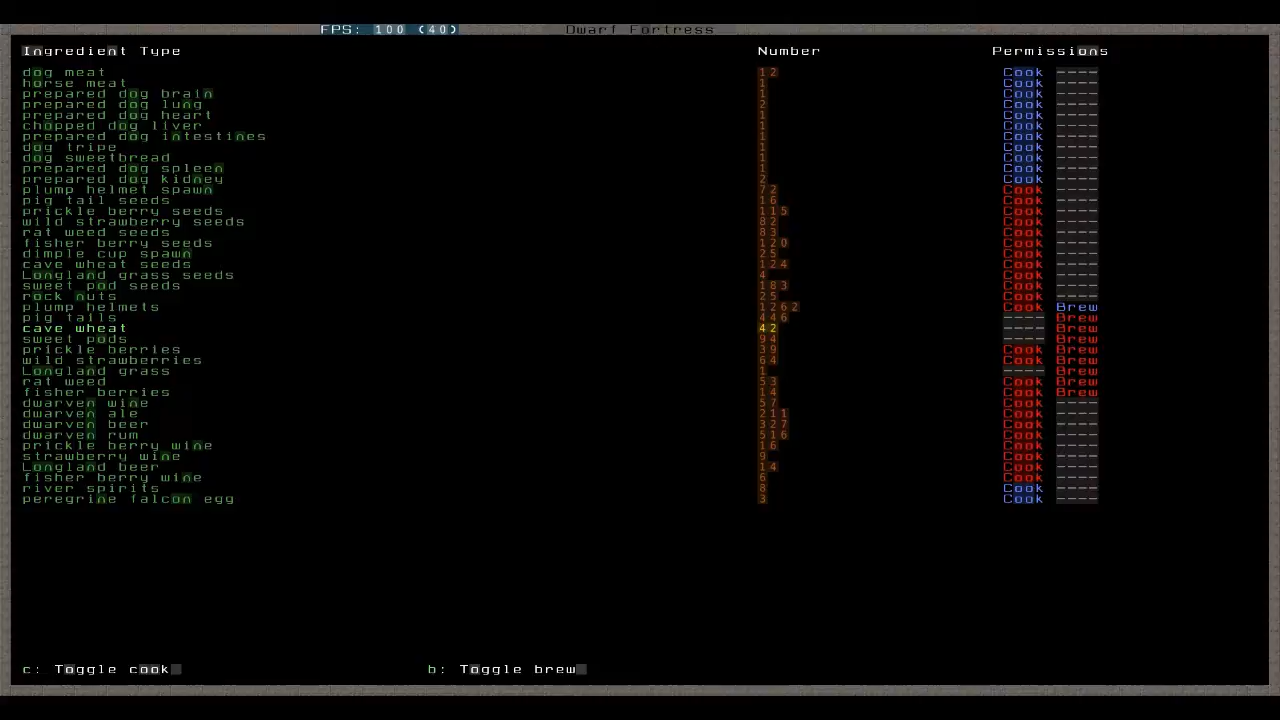 FPS: 100 (40) Dwarf Fortress
Ingredient Type Number Permissions
dog meat 12 Cook ----
horse meat 1 Cook ----
prepared dog brain 1 Cook ----
prepared dog lung 2 Cook ----
prepared dog heart 1 Cook ----
chopped dog liver 1 Cook ----
prepared dog intestines 1 Cook ----
dog tripe 1 Cook ----
dog sweetbread 1 Cook ----
prepared dog spleen 1 Cook ----
prepared dog kidney 2 Cook ----
plump helmet spawn 72 Cook ----
pig tail seeds 16 Cook ----
prickle berry seeds 115 Cook ----
wild strawberry seeds 82 Cook ----
rat weed seeds 83 Cook ----
fisher berry seeds 120 Cook ----
dimple cup spawn 25 Cook ----
cave wheat seeds 124 Cook ----
Longland grass seeds 4 Cook ----
sweet pod seeds 183 Cook ----
rock nuts 25 Cook ----
plump helmets 1262 Cook Brew
pig tails 446 ---- Brew
cave wheat 42 ---- Brew
sweet pods 94 ---- Brew
prickle berries 39 Cook Brew
wild strawberries 64 Cook Brew
Longland grass 1 ---- Brew
rat weed 53 Cook Brew
fisher berries 14 Cook Brew
dwarven wine 57 Cook ----
dwarven ale 211 Cook ----
dwarven beer 327 Cook ----
dwarven rum 516 Cook ----
prickle berry wine 16 Cook ----
strawberry wine 9 Cook ----
Longland beer 14 Cook ----
fisher berry wine 6 Cook ----
river spirits 8 Cook ----
peregrine falcon egg 3 Cook ----
c: Toggle cook b: Toggle brew